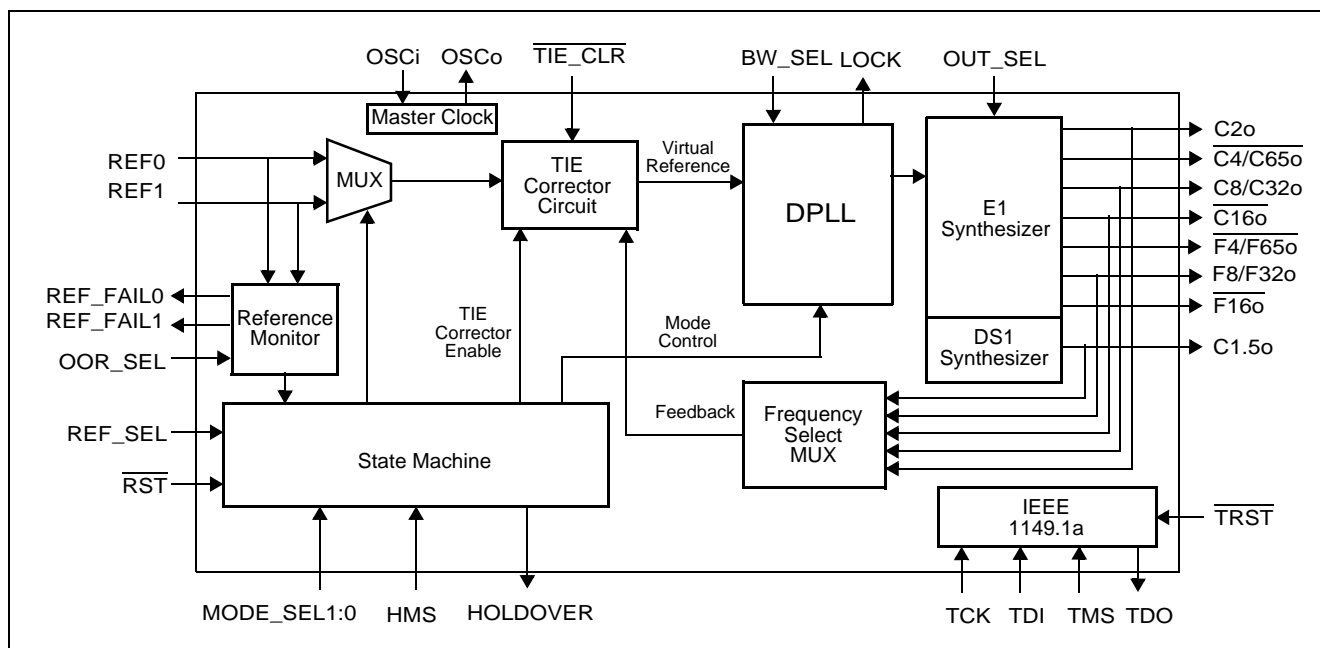 OSCi
OSCo
TIE_CLR
BW_SEL
LOCK
OUT_SEL
Master Clock
REF0
REF1
MUX
TIE
Corrector
Circuit
Virtual
Reference
DPLL
E1
Synthesizer
DS1
Synthesizer
C2o
C4/C65o
C8/C32o
C16o
F4/F65o
F8/F32o
F16o
C1.5o
REF_FAIL0
REF_FAIL1
OOR_SEL
Reference
Monitor
TIE
Corrector
Enable
Mode
Control
REF_SEL
RST
State Machine
Feedback
Frequency
Select
MUX
IEEE
1149.1a
TRST
MODE_SEL1:0
HMS
HOLDOVER
TCK
TDI
TMS
TDO